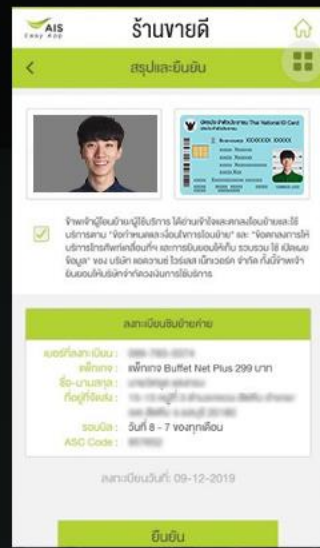 AIS
Easy App
ร้านขายดี
สรุปและยืนยัน
บัตรประจำตัวประชาชน Thai National ID Card
ข้าพเจ้าผู้โอนย้าย/ผู้ใช้บริการ ได้อ่านเข้าใจและตกลงโอนย้ายและใช้
บริการตาม "ข้อกำหนดและเงื่อนไขการโอนย้าย" และ "ข้อตกลงการให้
บริการโทรศัพท์เคลื่อนที่ฯ และการยินยอมให้เก็บ รวบรวม ใช้ เปิดเผย
ข้อมูล" ของ บริษัท แอดวานซ์ ไวร์เลส เน็ทเวอร์ค จำกัด ทั้งนี้ข้าพเจ้า
ยินยอมให้บริษัทจำกัดวงเงินการใช้บริการ
ลงทะเบียนซิมย้ายค่าย
เบอร์ที่ลงทะเบียน :
แพ็กเกจ : แพ็กเกจ Buffet Net Plus 299 บาท
ชื่อ-นามสกุล :
ที่อยู่ที่จัดส่ง :
รอบบิล : วันที่ 8 - 7 ของทุกเดือน
ASC Code :
ลงทะเบียนวันที่: 09-12-2019
ยืนยัน